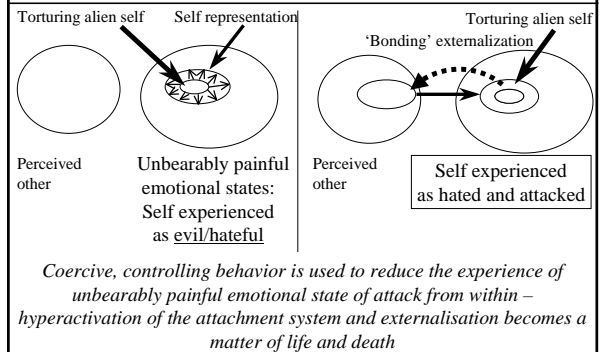 Torturing alien self
Self representation
Perceived
other
Unbearably painful
emotional states:
Self experienced
as evil/hateful
Torturing alien self
‘Bonding’ externalization
Perceived
other
Self experienced
as hated and attacked
Coercive, controlling behavior is used to reduce the experience of
unbearably painful emotional state of attack from within –
hyperactivation of the attachment system and externalisation becomes a
matter of life and death